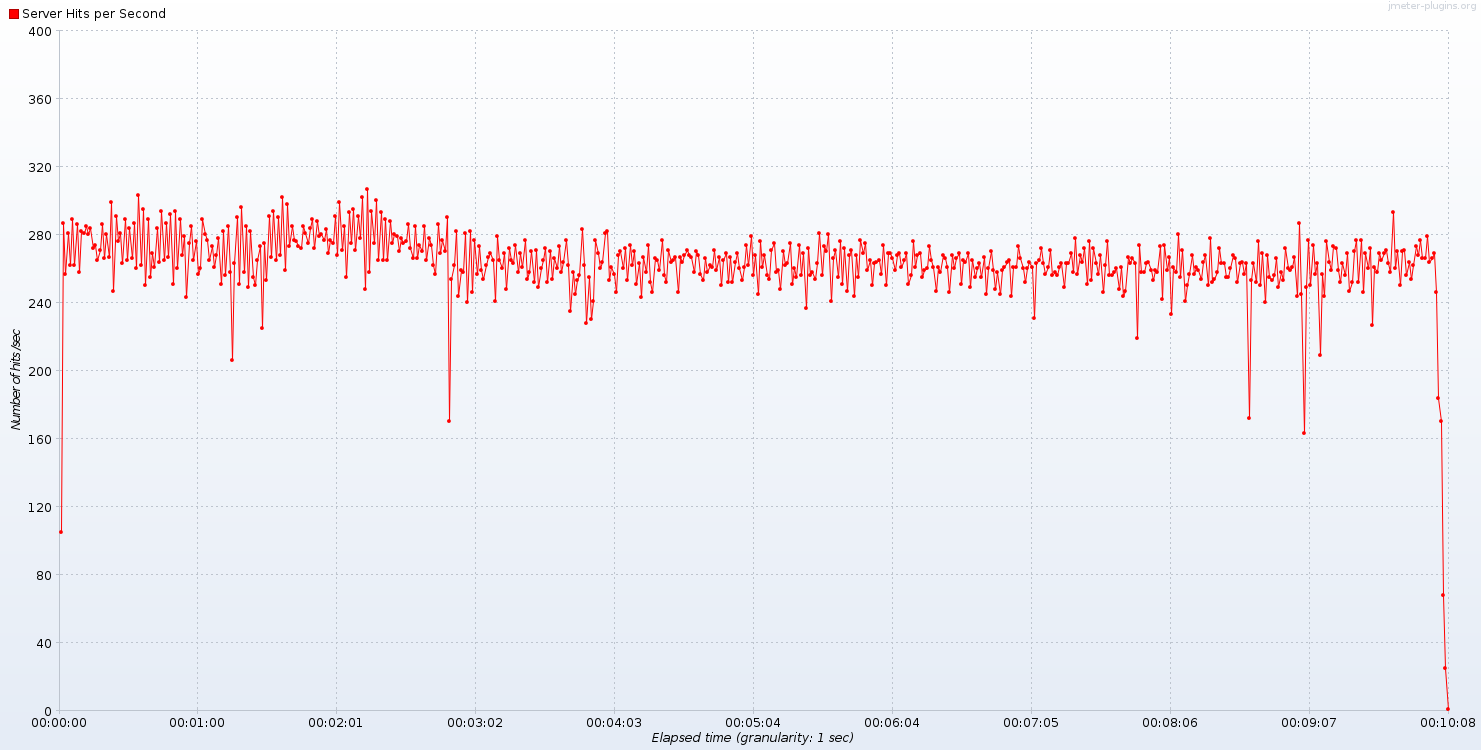 Server Hits per Second
jmeter-plugins.org
400
360
320
280
240
200
160
120
80
40
0
Number of hits/sec
00:00:00 00:01:00 00:02:01 00:03:02 00:04:03 00:05:04 00:06:04 00:07:05 00:08:06 00:09:07 00:10:08
Elapsed time (granularity: 1 sec)